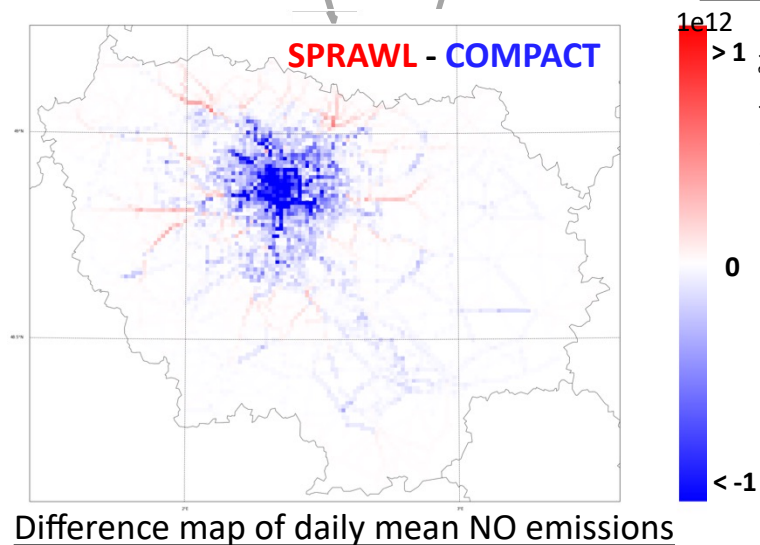 1e12
SPRAWL - COMPACT
> 1
0
< -1
Difference map of daily mean NO emissions